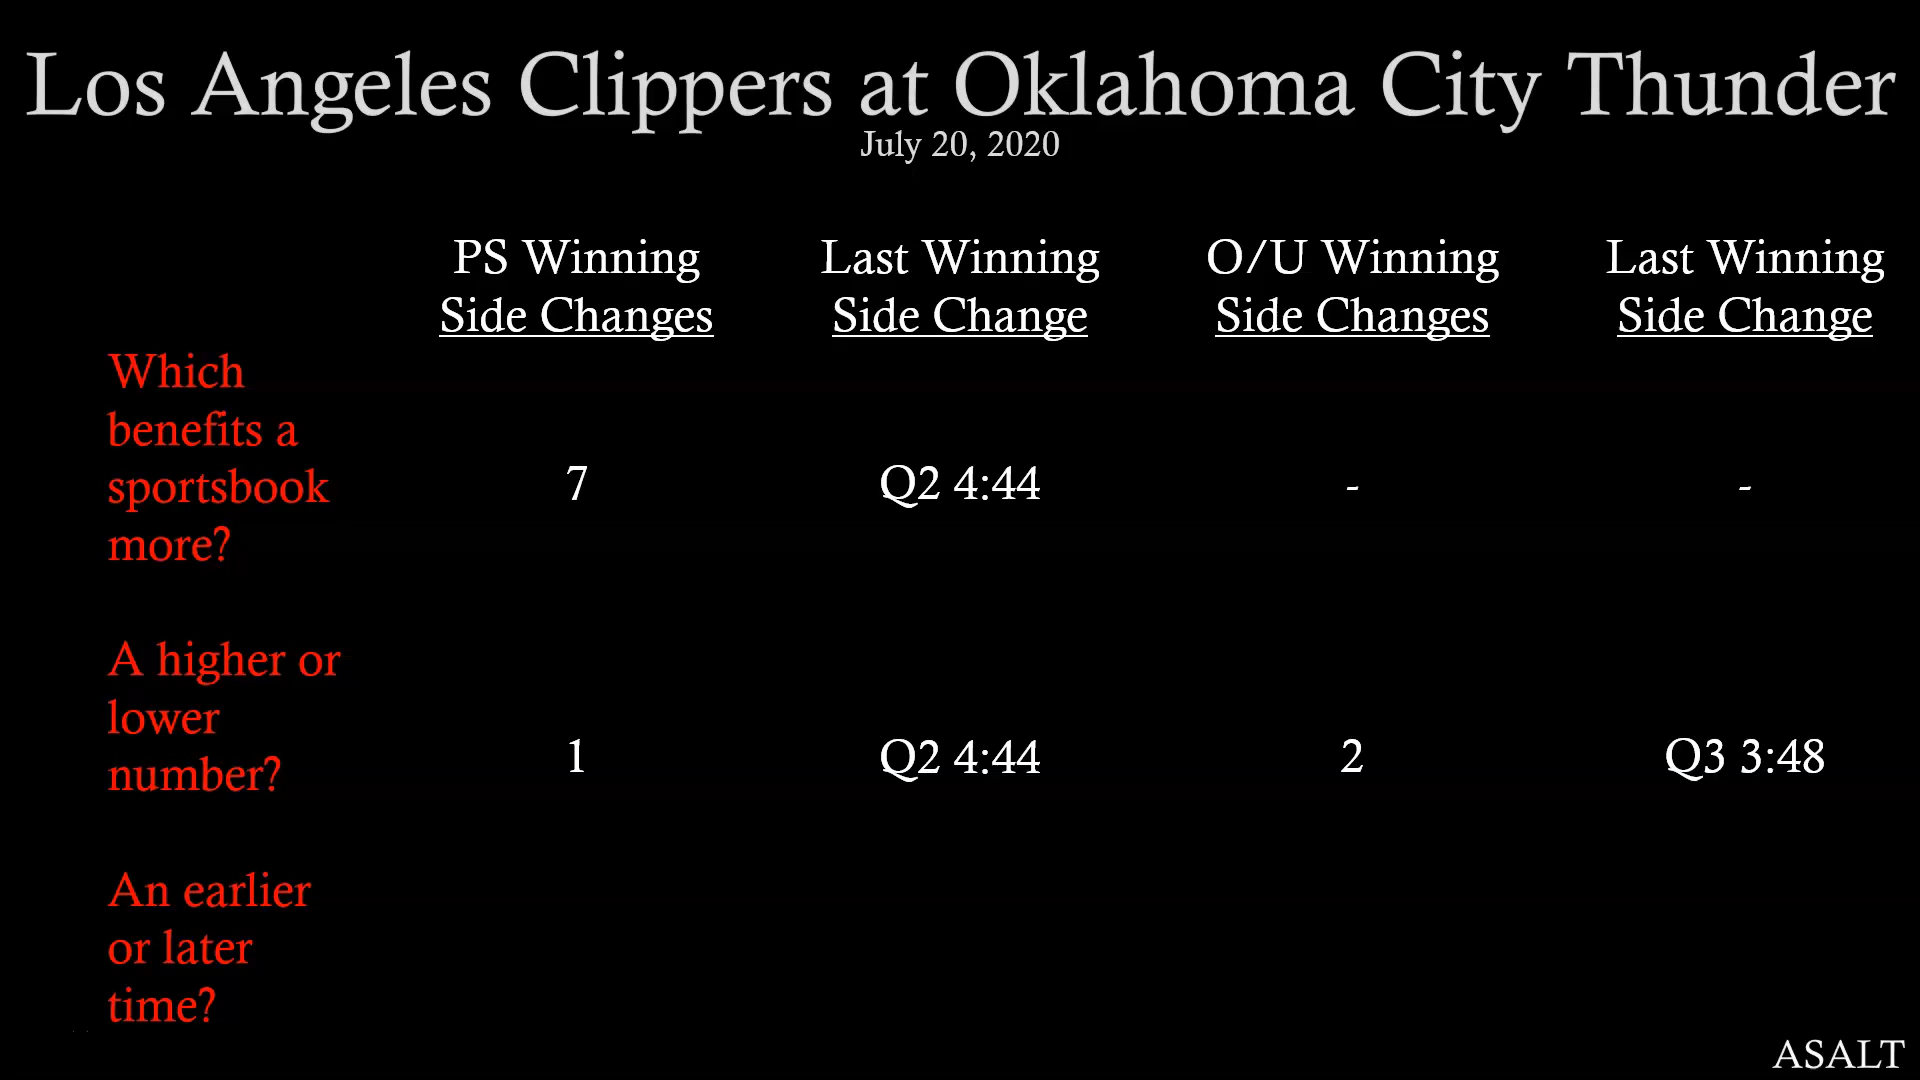 Los Angeles Clippers at Oklahoma City Thunder
July 20, 2020
PS Winning Side Changes
Last Winning Side Change
O/U Winning Side Changes
Last Winning Side Change
Which
benefits a
sportsbook
more?
7
Q2 4:44
-
-
A higher or
lower
number?
1
Q2 4:44
2
Q3 3:48
An earlier
or later
time?
ASALT